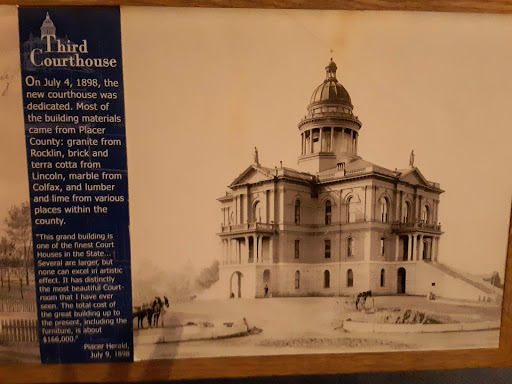 Third
Courthouse
On July 4, 1898, the
new courthouse was
dedicated. Most of
the building materials
came from Placer
County: granite from
Rocklin, brick and
terra cotta from
Lincoln, marble from
Colfax, and lumber
and lime from various
places within the
county.
"This grand building is
one of the finest Court
Houses in the State...
Several are larger, but
none can excel in artistic
effect. It has distinctly
the most beautiful Court-
room that I have ever
seen. The total cost of
the great building up to
the present, including the
furniture, is about
$166,000."
-Placer Herald,
July 9, 1898